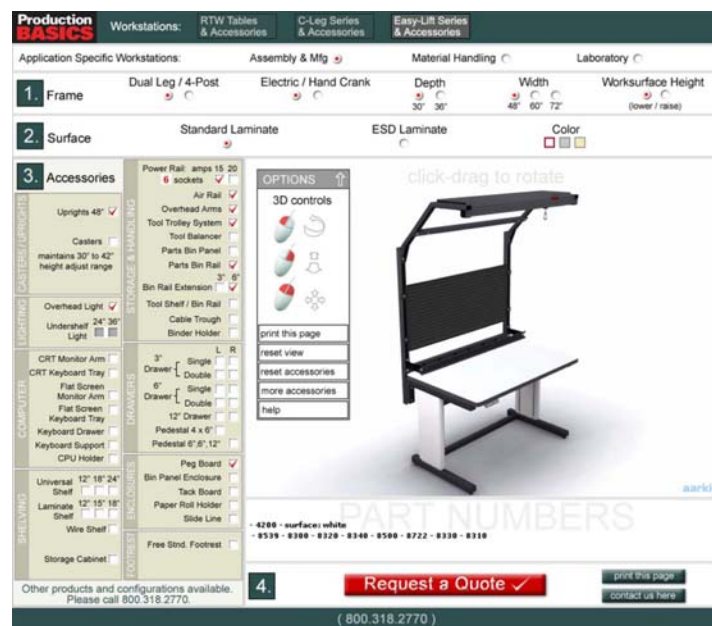 Production
BASICS
Workstations:
RTW Tables
& Accessories
C-Leg Series
& Accessories
Easy-Lift Series
& Accessories
Application Specific Workstations:
Assembly & Mfg
Material Handling
Laboratory
1. Frame
Dual Leg / 4-Post
Electric / Hand Crank
Depth
30" 36"
Width
48" 60" 72"
Worksurface Height
(lower / raise)
2. Surface
Standard Laminate
ESD Laminate
Color
3. Accessories
CASTERS/UPRIGHTS
Uprights 48"
Casters
maintains 30" to 42"
height adjust range
LIGHTING
Overhead Light
Undershelf 24" 36"
Light
COMPUTER
CRT Monitor Arm
CRT Keyboard Tray
Flat Screen
Monitor Arm
Flat Screen
Keyboard Tray
Keyboard Drawer
Keyboard Support
CPU Holder
SHELVING
Universal 12" 18" 24"
Shelf
Laminate 12" 15" 18"
Shelf
Wire Shelf
Storage Cabinet
Other products and configurations available.
Please call 800.318.2770.
STORAGE & HANDLING
Power Rail: amps 15 20
6 sockets
Air Rail
Overhead Arms
Tool Trolley System
Tool Balancer
Parts Bin Panel
Parts Bin Rail
3" 6"
Bin Rail Extension
Tool Shelf / Bin Rail
Cable Trough
Binder Holder
DRAWERS
L R
3" Single
Drawer Double
6" Single
Drawer Double
12" Drawer
Pedestal 4 x 6"
Pedestal 6",6",12"
ENCLOSURES
Peg Board
Bin Panel Enclosure
Tack Board
Paper Roll Holder
Slide Line
FOOTREST
Free Stnd. Footrest
OPTIONS
3D controls
print this page
reset view
reset accessories
more accessories
help
click-drag to rotate
aarki
PART NUMBERS
- 4200 - surface: white
- 8539 - 8300 - 8320 - 8340 - 8500 - 8722 - 8330 - 8310
4.
Request a Quote
print this page
contact us here
( 800.318.2770 )